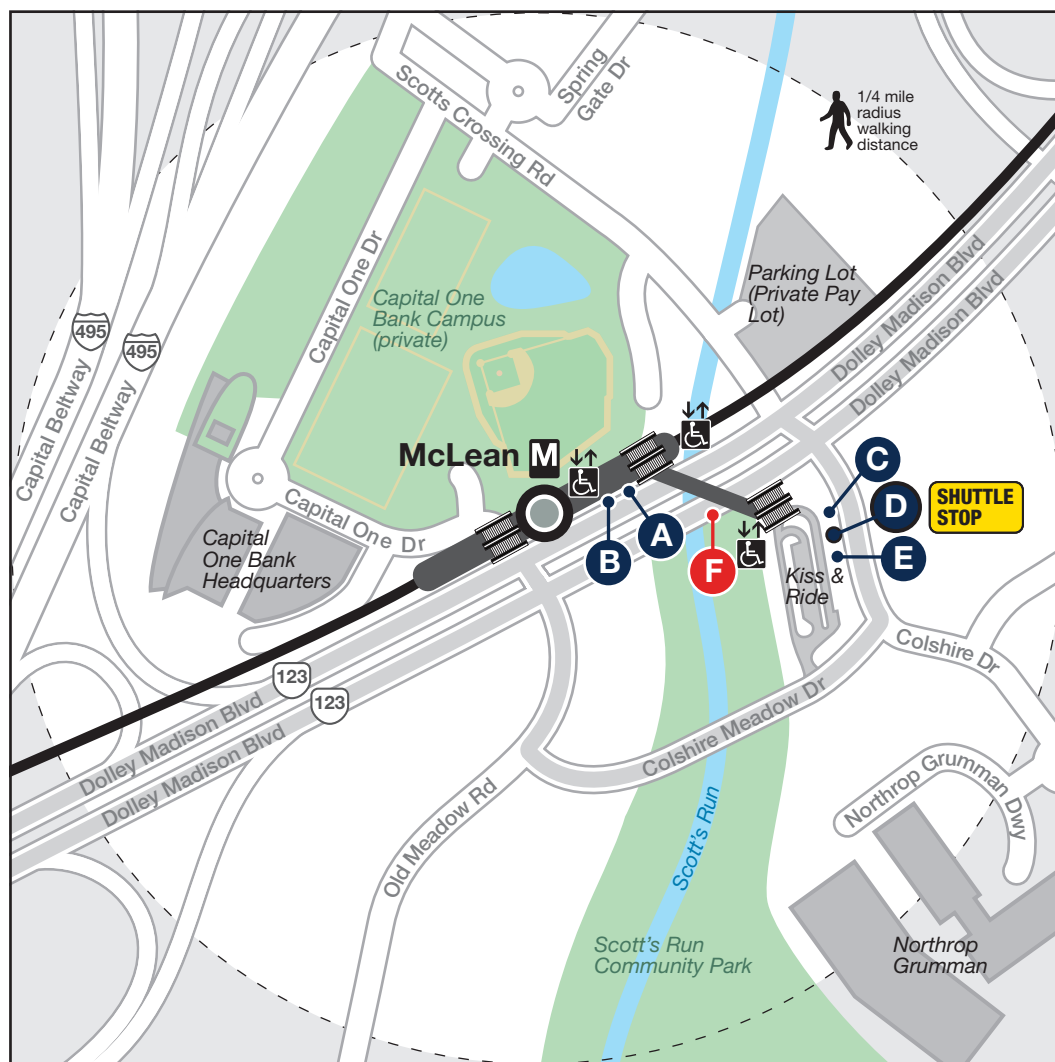 Spring
Gate Dr
Scotts Crossing Rd
1/4 mile
radius
walking
distance
Capital One Dr
Capital One
Bank Campus
(private)
Parking Lot
(Private Pay
Lot)
Dolley Madison Blvd
Dolley Madison Blvd
495
495
Capital Beltway
Capital Beltway
McLean M
Capital One Dr
Capital
One Bank
Headquarters
A
B
C
D
SHUTTLE
STOP
E
F
Kiss &
Ride
Colshire Dr
123
123
Dolley Madison Blvd
Dolley Madison Blvd
Colshire Meadow Dr
Old Meadow Rd
Northrop Grumman Dwy
Scott's Run
Scott's Run
Community Park
Northrop
Grumman